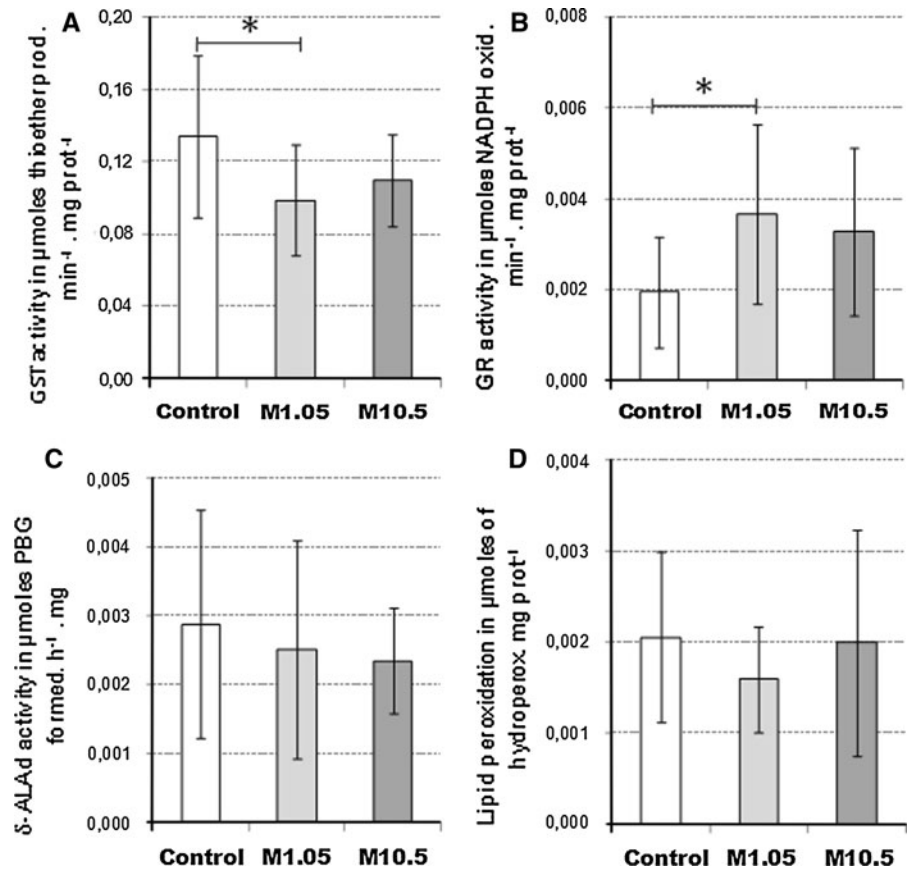 A
GST activity in µmoles thioether prod.
min⁻¹ . mg prot⁻¹
0,20
0,16
0,12
0,08
0,04
0,00
*
Control M1.05 M10.5
B
GR activity in µmoles NADPH oxid.
min⁻¹ . mg prot⁻¹
0,008
0,006
0,004
0,002
0,000
*
Control M1.05 M10.5
C
δ-ALAd activity in µmoles PBG
formed. h⁻¹ . mg
0,005
0,004
0,003
0,002
0,001
0,000
Control M1.05 M10.5
D
Lipid peroxidation in µmoles of
hydroperox. mg prot⁻¹
0,004
0,003
0,002
0,001
0,000
Control M1.05 M10.5